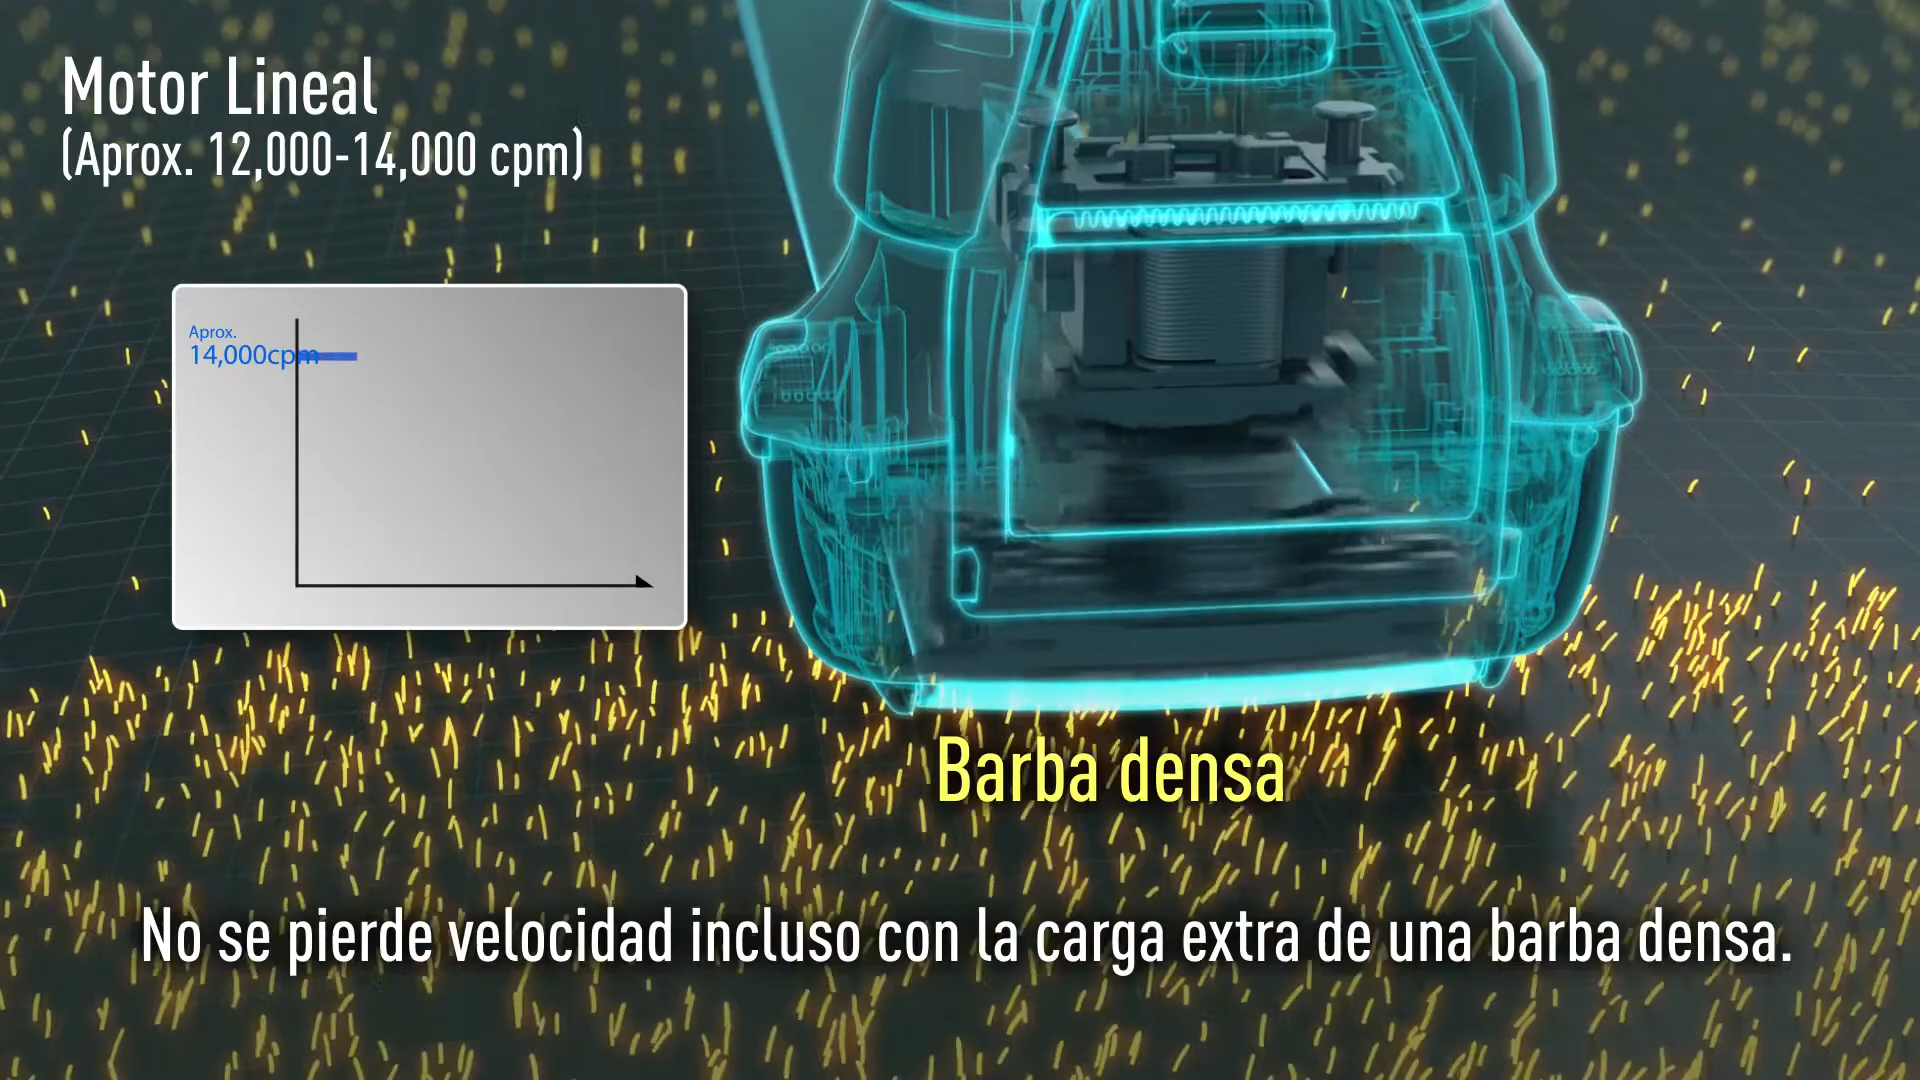 Motor Lineal
(Aprox. 12,000-14,000 cpm)
Aprox.
14,000cpm
Barba densa
No se pierde velocidad incluso con la carga extra de una barba densa.